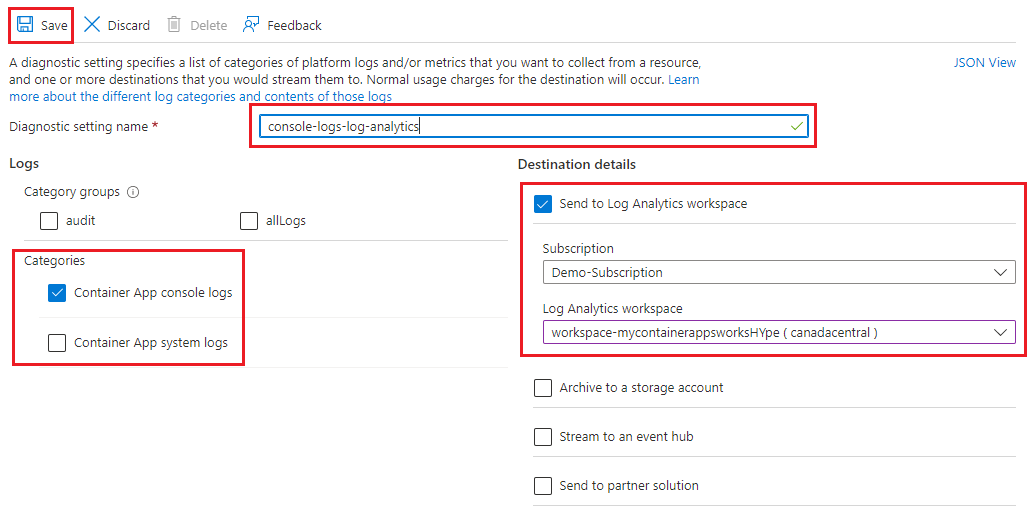 Save Discard Delete Feedback
A diagnostic setting specifies a list of categories of platform logs and/or metrics that you want to collect from a resource,
and one or more destinations that you would stream them to. Normal usage charges for the destination will occur. Learn
more about the different log categories and contents of those logs
JSON View
Diagnostic setting name *
console-logs-log-analytics
Logs
Category groups
audit
allLogs
Categories
Container App console logs
Container App system logs
Destination details
Send to Log Analytics workspace
Subscription
Demo-Subscription
Log Analytics workspace
workspace-mycontainerappsworksHYpe ( canadacentral )
Archive to a storage account
Stream to an event hub
Send to partner solution